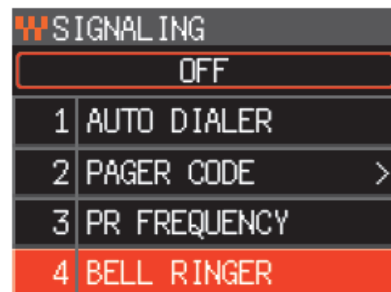 SIGNALING
OFF
1 AUTO DIALER
2 PAGER CODE >
3 PR FREQUENCY
4 BELL RINGER